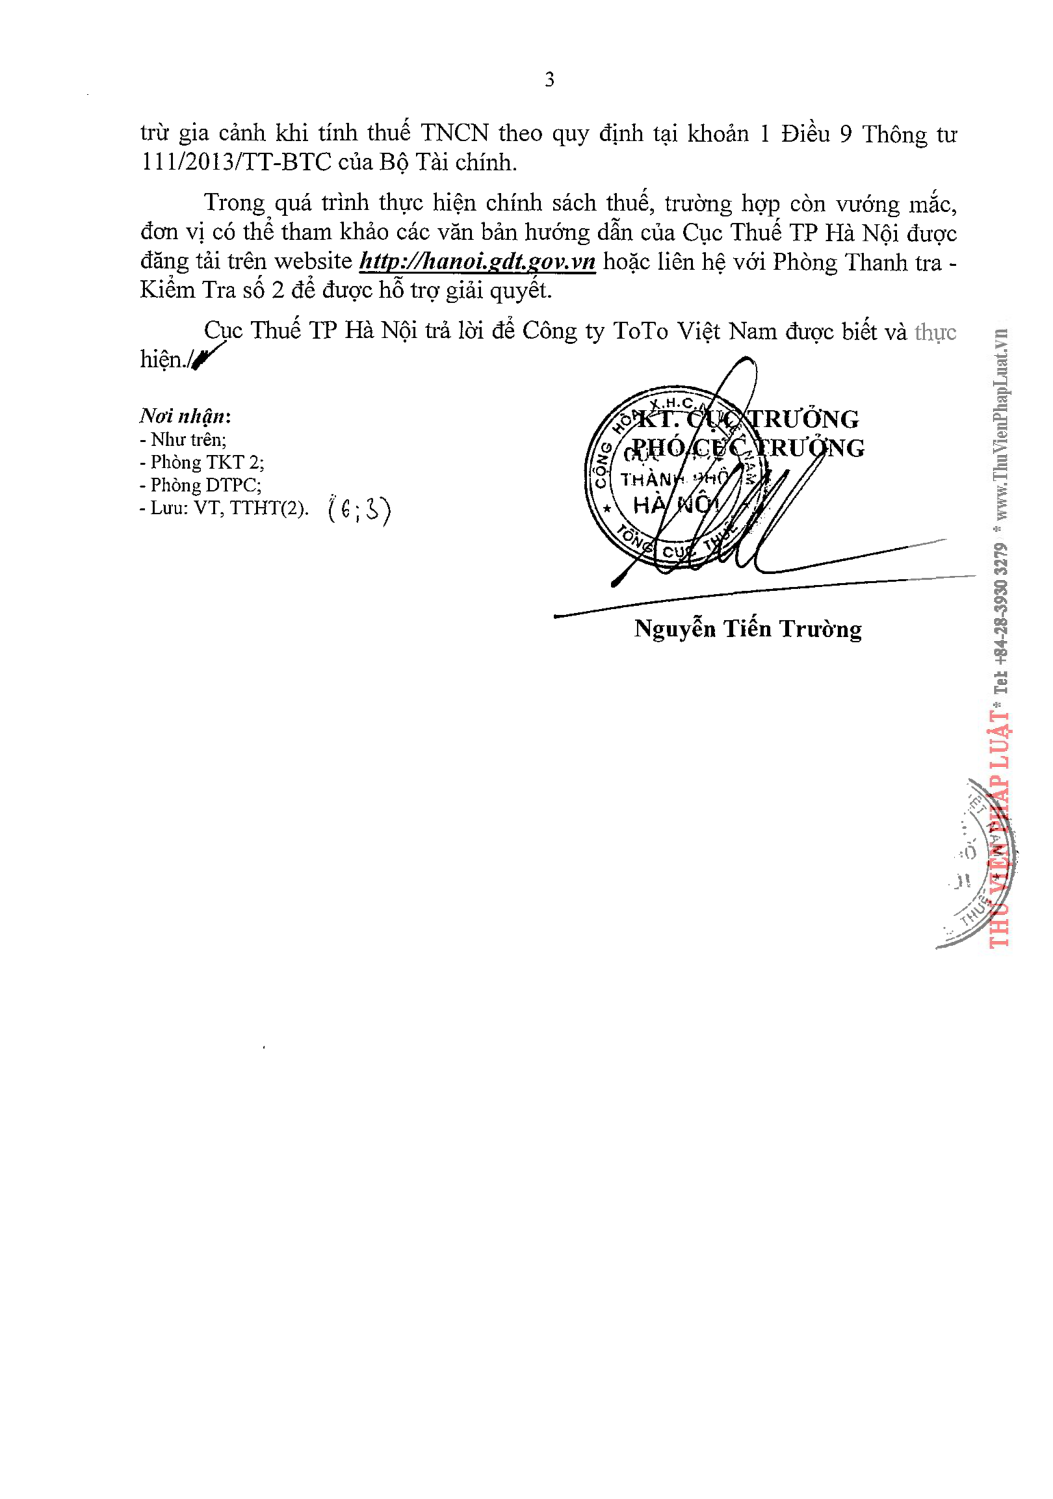 3
trừ gia cảnh khi tính thuế TNCN theo quy định tại khoản 1 Điều 9 Thông tư
111/2013/TT-BTC của Bộ Tài chính.
Trong quá trình thực hiện chính sách thuế, trường hợp còn vướng mắc,
đơn vị có thể tham khảo các văn bản hướng dẫn của Cục Thuế TP Hà Nội được
đăng tải trên website http://hanoi.gdt.gov.vn hoặc liên hệ với Phòng Thanh tra -
Kiểm Tra số 2 để được hỗ trợ giải quyết.
Cục Thuế TP Hà Nội trả lời để Công ty ToTo Việt Nam được biết và thực
hiện./
Nơi nhận:
- Như trên;
- Phòng TKT 2;
- Phòng DTPC;
- Lưu: VT, TTHT(2). (6;3)
KT. CỤC TRƯỞNG
PHÓ CỤC TRƯỞNG
CỘNG HÒA X.H.C.N VIỆT NAM
CỤC
THÀNH PHỐ
HÀ NỘI
★ TỔNG CỤC THUẾ
Nguyễn Tiến Trường
THƯ VIỆN PHÁP LUẬT * Tel: +84-28-3930 3279 * www.ThuVienPhapLuat.vn
NAM
THUẾ